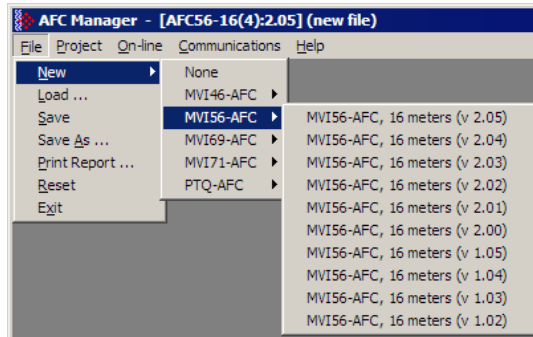 AFC Manager - [AFC56-16(4):2.05] (new file)
File Project On-line Communications Help
New
Load ...
Save
Save As ...
Print Report ...
Reset
Exit
None
MVI46-AFC
MVI56-AFC
MVI69-AFC
MVI71-AFC
PTQ-AFC
MVI56-AFC, 16 meters (v 2.05)
MVI56-AFC, 16 meters (v 2.04)
MVI56-AFC, 16 meters (v 2.03)
MVI56-AFC, 16 meters (v 2.02)
MVI56-AFC, 16 meters (v 2.01)
MVI56-AFC, 16 meters (v 2.00)
MVI56-AFC, 16 meters (v 1.05)
MVI56-AFC, 16 meters (v 1.04)
MVI56-AFC, 16 meters (v 1.03)
MVI56-AFC, 16 meters (v 1.02)